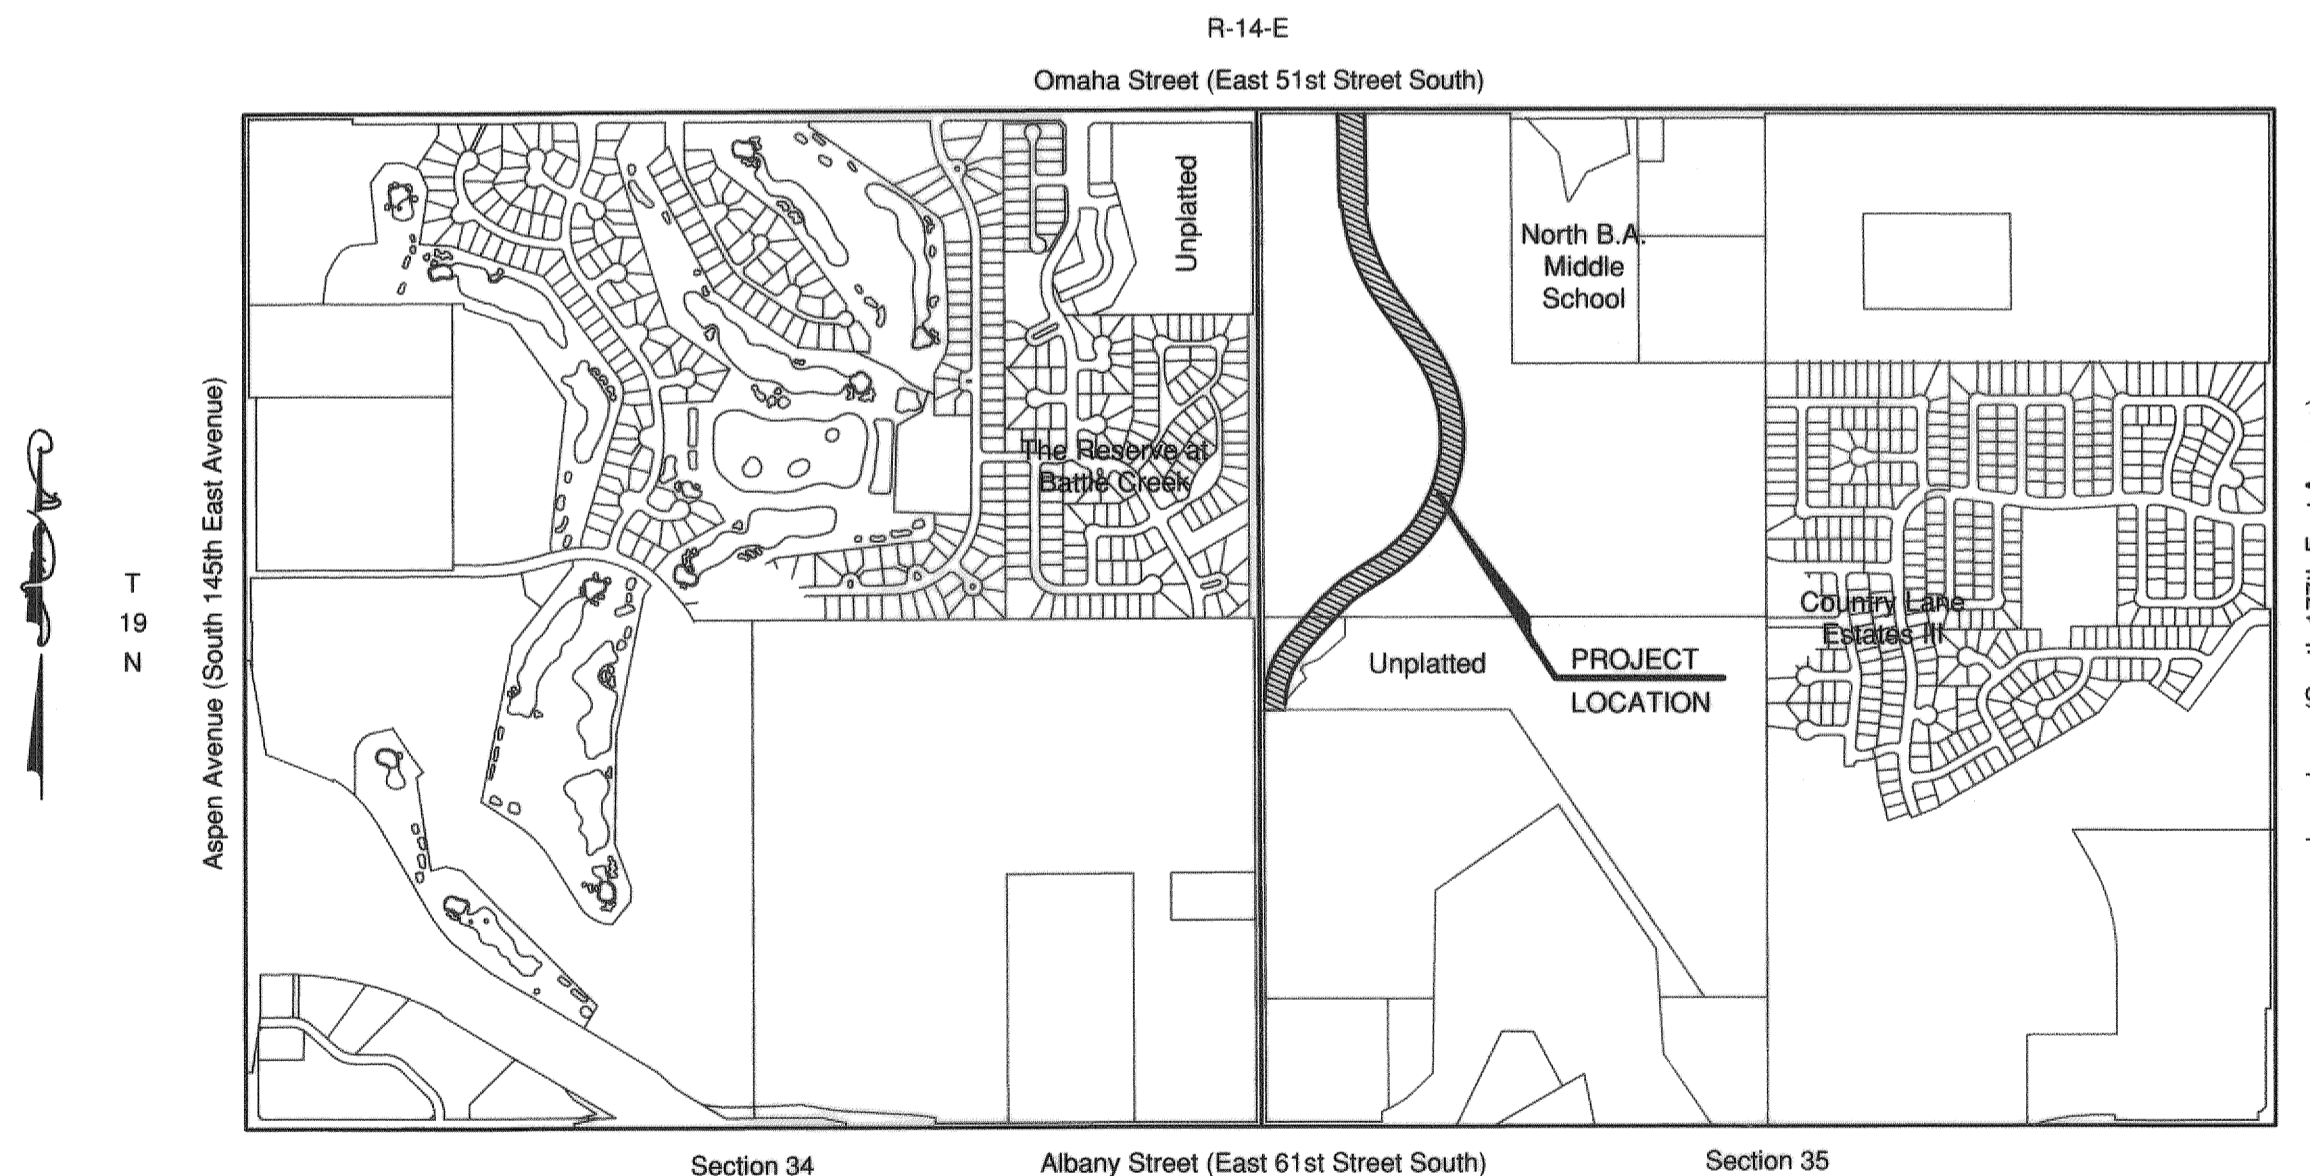 R-14-E
Omaha Street (East 51st Street South)
Unplatted
North B.A.
Middle
School
Aspen Avenue (South 145th East Avenue)
T
19
N
The Reserve at
Battle Creek
Country Lane
Estates III
Unplatted
PROJECT
LOCATION
Section 34
Albany Street (East 61st Street South)
Section 35